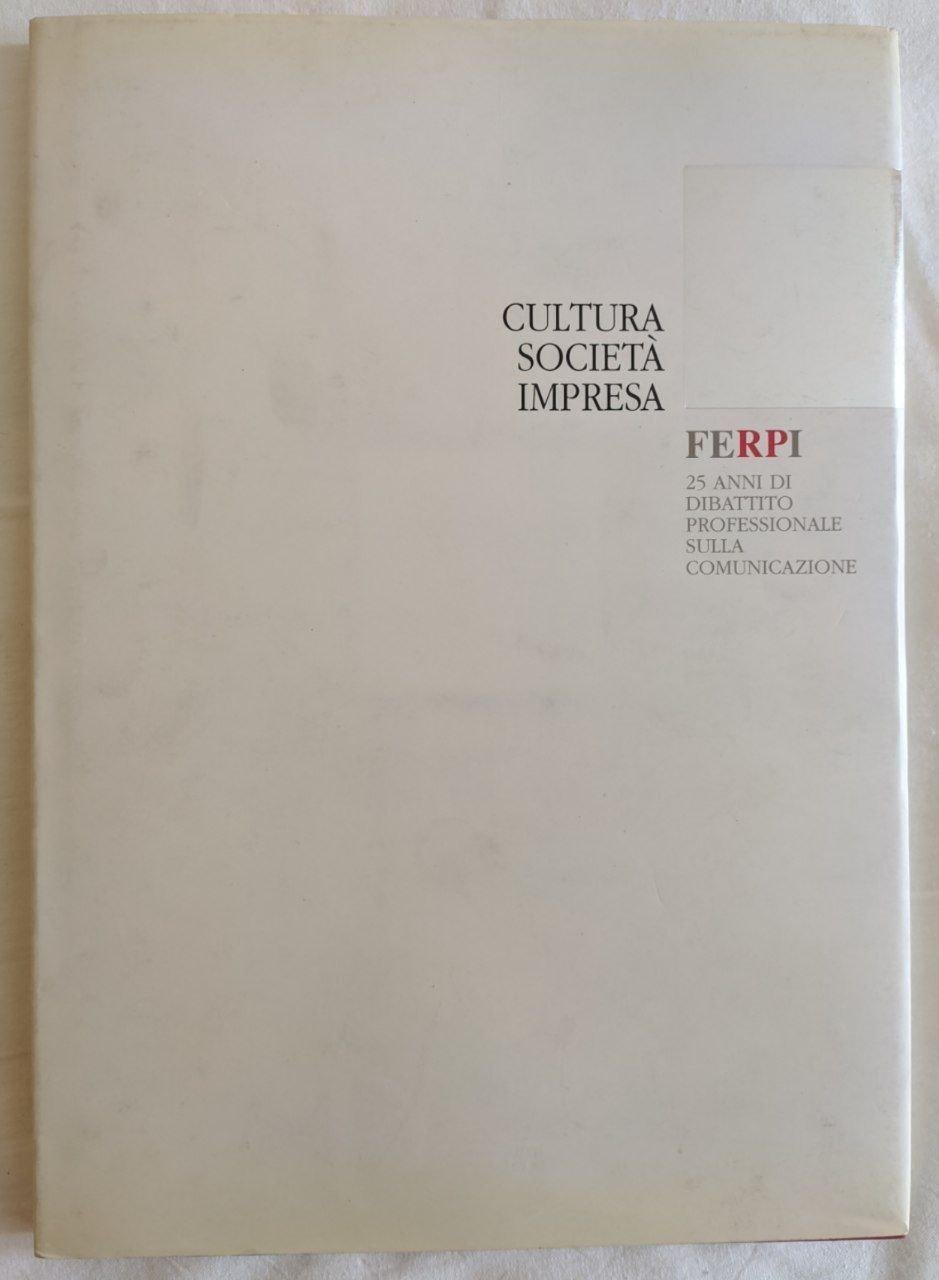 CULTURA
SOCIETÀ
IMPRESA
FERPI
25 ANNI DI
DIBATTITO
PROFESSIONALE
SULLA
COMUNICAZIONE